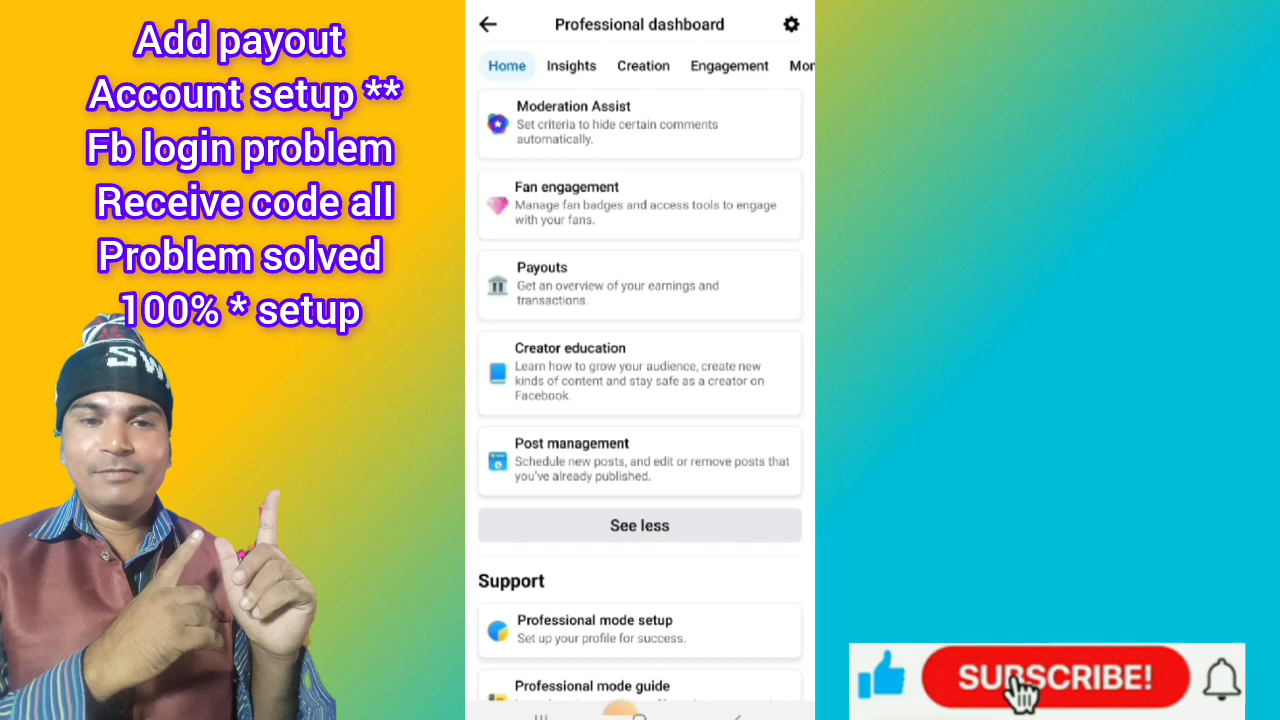 Add payout
Account setup **
Fb login problem
Receive code all
Problem solved
100% * setup
SW
Professional dashboard
Home Insights Creation Engagement Mor
Moderation Assist
Set criteria to hide certain comments
automatically.
Fan engagement
Manage fan badges and access tools to engage
with your fans.
Payouts
Get an overview of your earnings and
transactions.
Creator education
Learn how to grow your audience, create new
kinds of content and stay safe as a creator on
Facebook.
Post management
Schedule new posts, and edit or remove posts that
you've already published.
See less
Support
Professional mode setup
Set up your profile for success.
Professional mode guide
SUBSCRIBE!